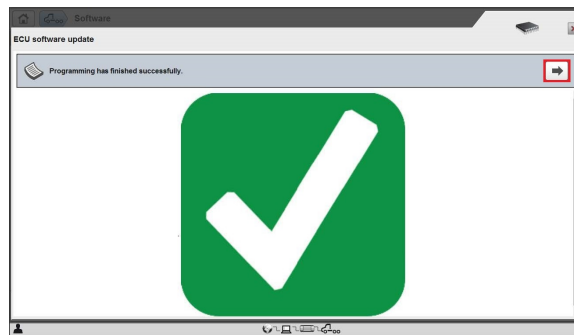 Software
ECU software update
Programming has finished successfully.